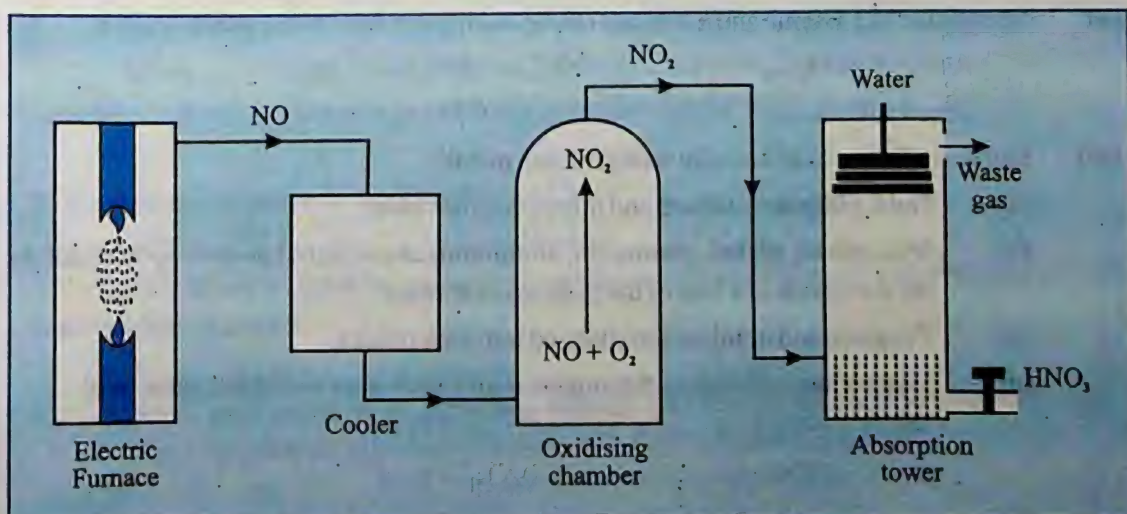 NO₂
NO
Water
NO₂
Waste
gas
NO + O₂
HNO₃
Cooler
Electric
Furnace
Oxidising
chamber
Absorption
tower